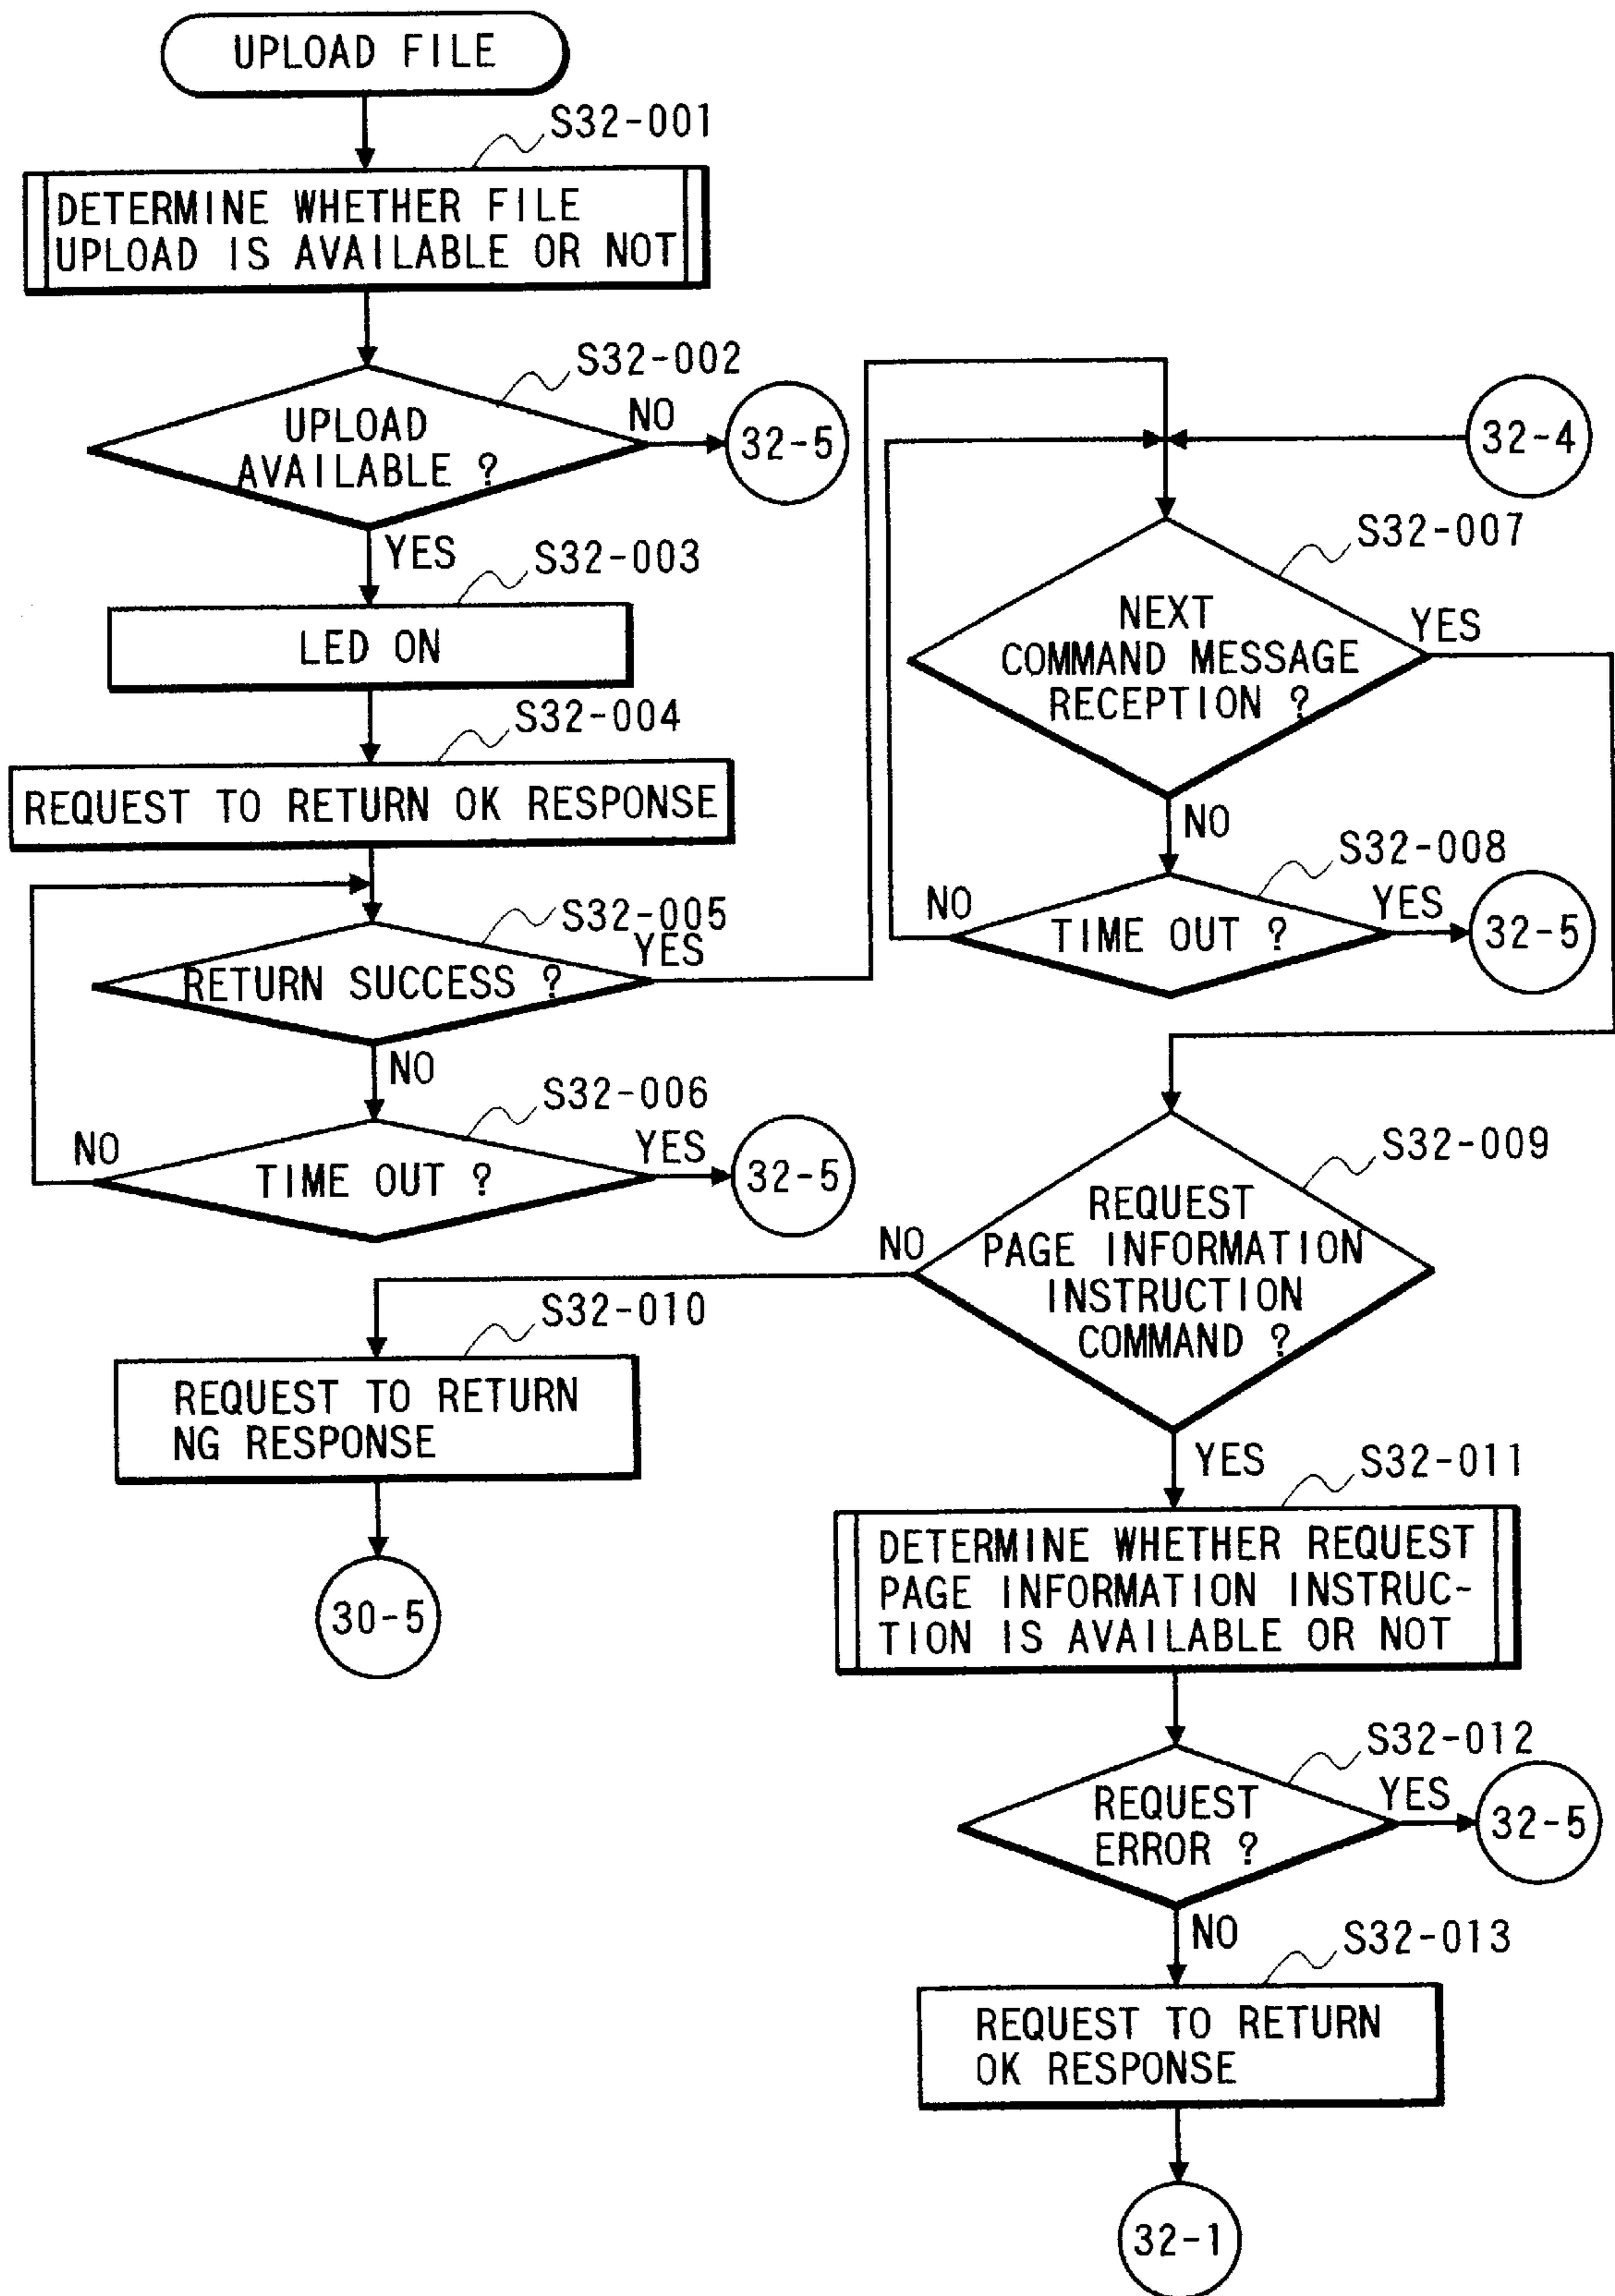 UPLOAD FILE
S32-001
DETERMINE WHETHER FILE
UPLOAD IS AVAILABLE OR NOT
S32-002
UPLOAD
AVAILABLE ?
NO
32-5
YES
S32-003
LED ON
S32-004
REQUEST TO RETURN OK RESPONSE
S32-005
RETURN SUCCESS ?
YES
NO
S32-006
TIME OUT ?
NO
YES
32-5
32-4
S32-007
NEXT
COMMAND MESSAGE
RECEPTION ?
YES
NO
S32-008
TIME OUT ?
NO
YES
32-5
S32-009
REQUEST
PAGE INFORMATION
INSTRUCTION
COMMAND ?
NO
S32-010
REQUEST TO RETURN
NG RESPONSE
30-5
YES
S32-011
DETERMINE WHETHER REQUEST
PAGE INFORMATION INSTRUC-
TION IS AVAILABLE OR NOT
S32-012
REQUEST
ERROR ?
YES
32-5
NO
S32-013
REQUEST TO RETURN
OK RESPONSE
32-1